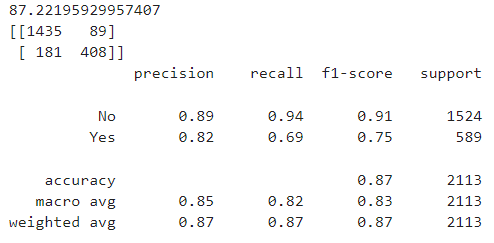 87.22195929957407
[[1435   89]
 [ 181  408]]
              precision    recall  f1-score   support

          No       0.89      0.94      0.91      1524
         Yes       0.82      0.69      0.75       589

    accuracy                           0.87      2113
   macro avg       0.85      0.82      0.83      2113
weighted avg       0.87      0.87      0.87      2113